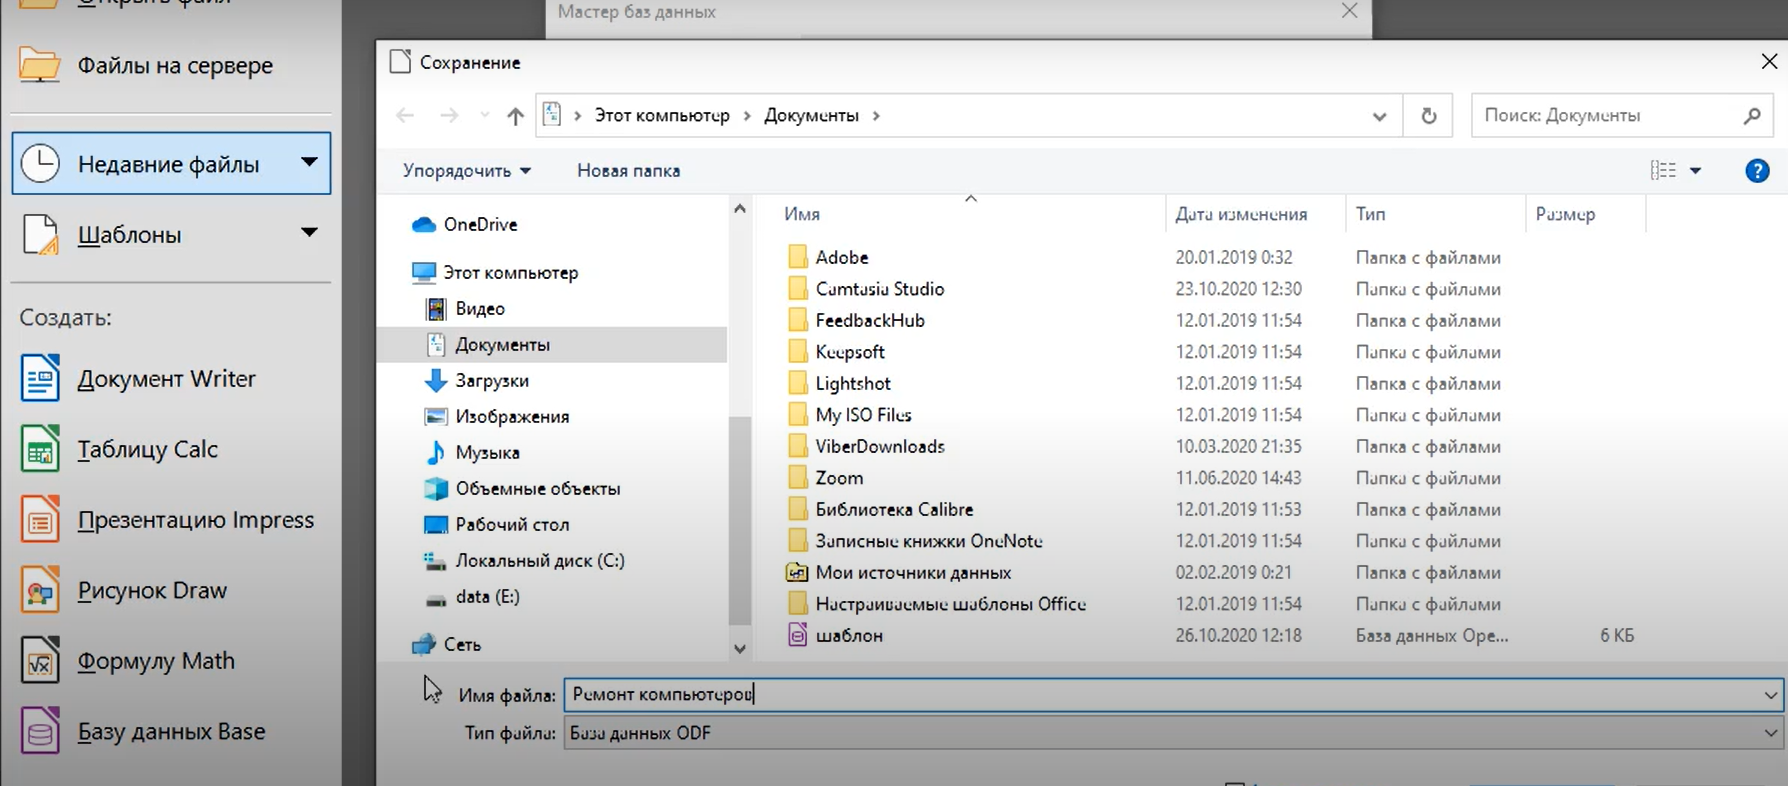 Открыть файл
Файлы на сервере
Недавние файлы
Шаблоны
Создать:
Документ Writer
Таблицу Calc
Презентацию Impress
Рисунок Draw
Формулу Math
Базу данных Base
Мастер баз данных
Сохранение
Этот компьютер
Документы
Поиск: Документы
Упорядочить
Новая папка
OneDrive
Этот компьютер
Видео
Документы
Загрузки
Изображения
Музыка
Объемные объекты
Рабочий стол
Локальный диск (C:)
data (E:)
Сеть
Имя Дата изменения Тип Размер
Adobe 20.01.2019 0:32 Папка с файлами
Camtasia Studio 23.10.2020 12:30 Папка с файлами
FeedbackHub 12.01.2019 11:54 Папка с файлами
Keepsoft 12.01.2019 11:54 Папка с файлами
Lightshot 12.01.2019 11:54 Папка с файлами
My ISO Files 12.01.2019 11:54 Папка с файлами
ViberDownloads 10.03.2020 21:35 Папка с файлами
Zoom 11.06.2020 14:43 Папка с файлами
Библиотека Calibre 12.01.2019 11:53 Папка с файлами
Записные книжки OneNote 12.01.2019 11:54 Папка с файлами
Мои источники данных 02.02.2019 0:21 Папка с файлами
Настраиваемые шаблоны Office 12.01.2019 11:54 Папка с файлами
шаблон 26.10.2020 12:18 База данных Ope... 6 КБ
Имя файла: Ремонт компьютеров
Тип файла: База данных ODF